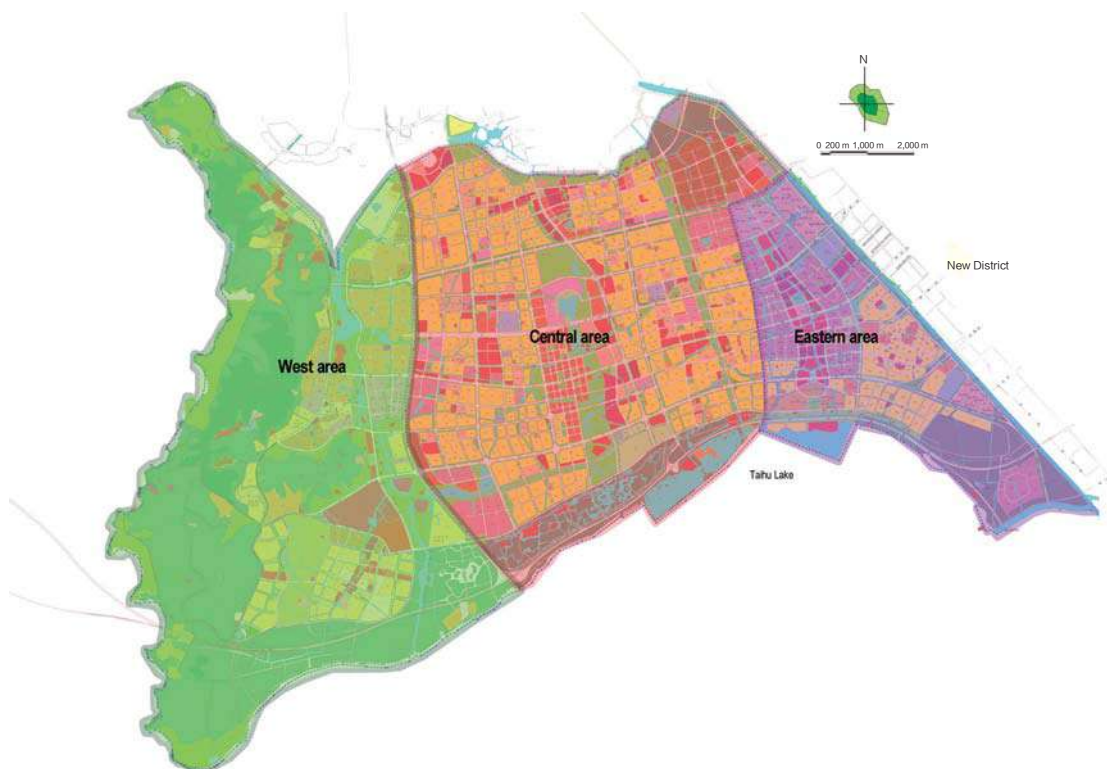 N
0 200 m 1,000 m 2,000 m
New District
West area
Central area
Eastern area
Taihu Lake